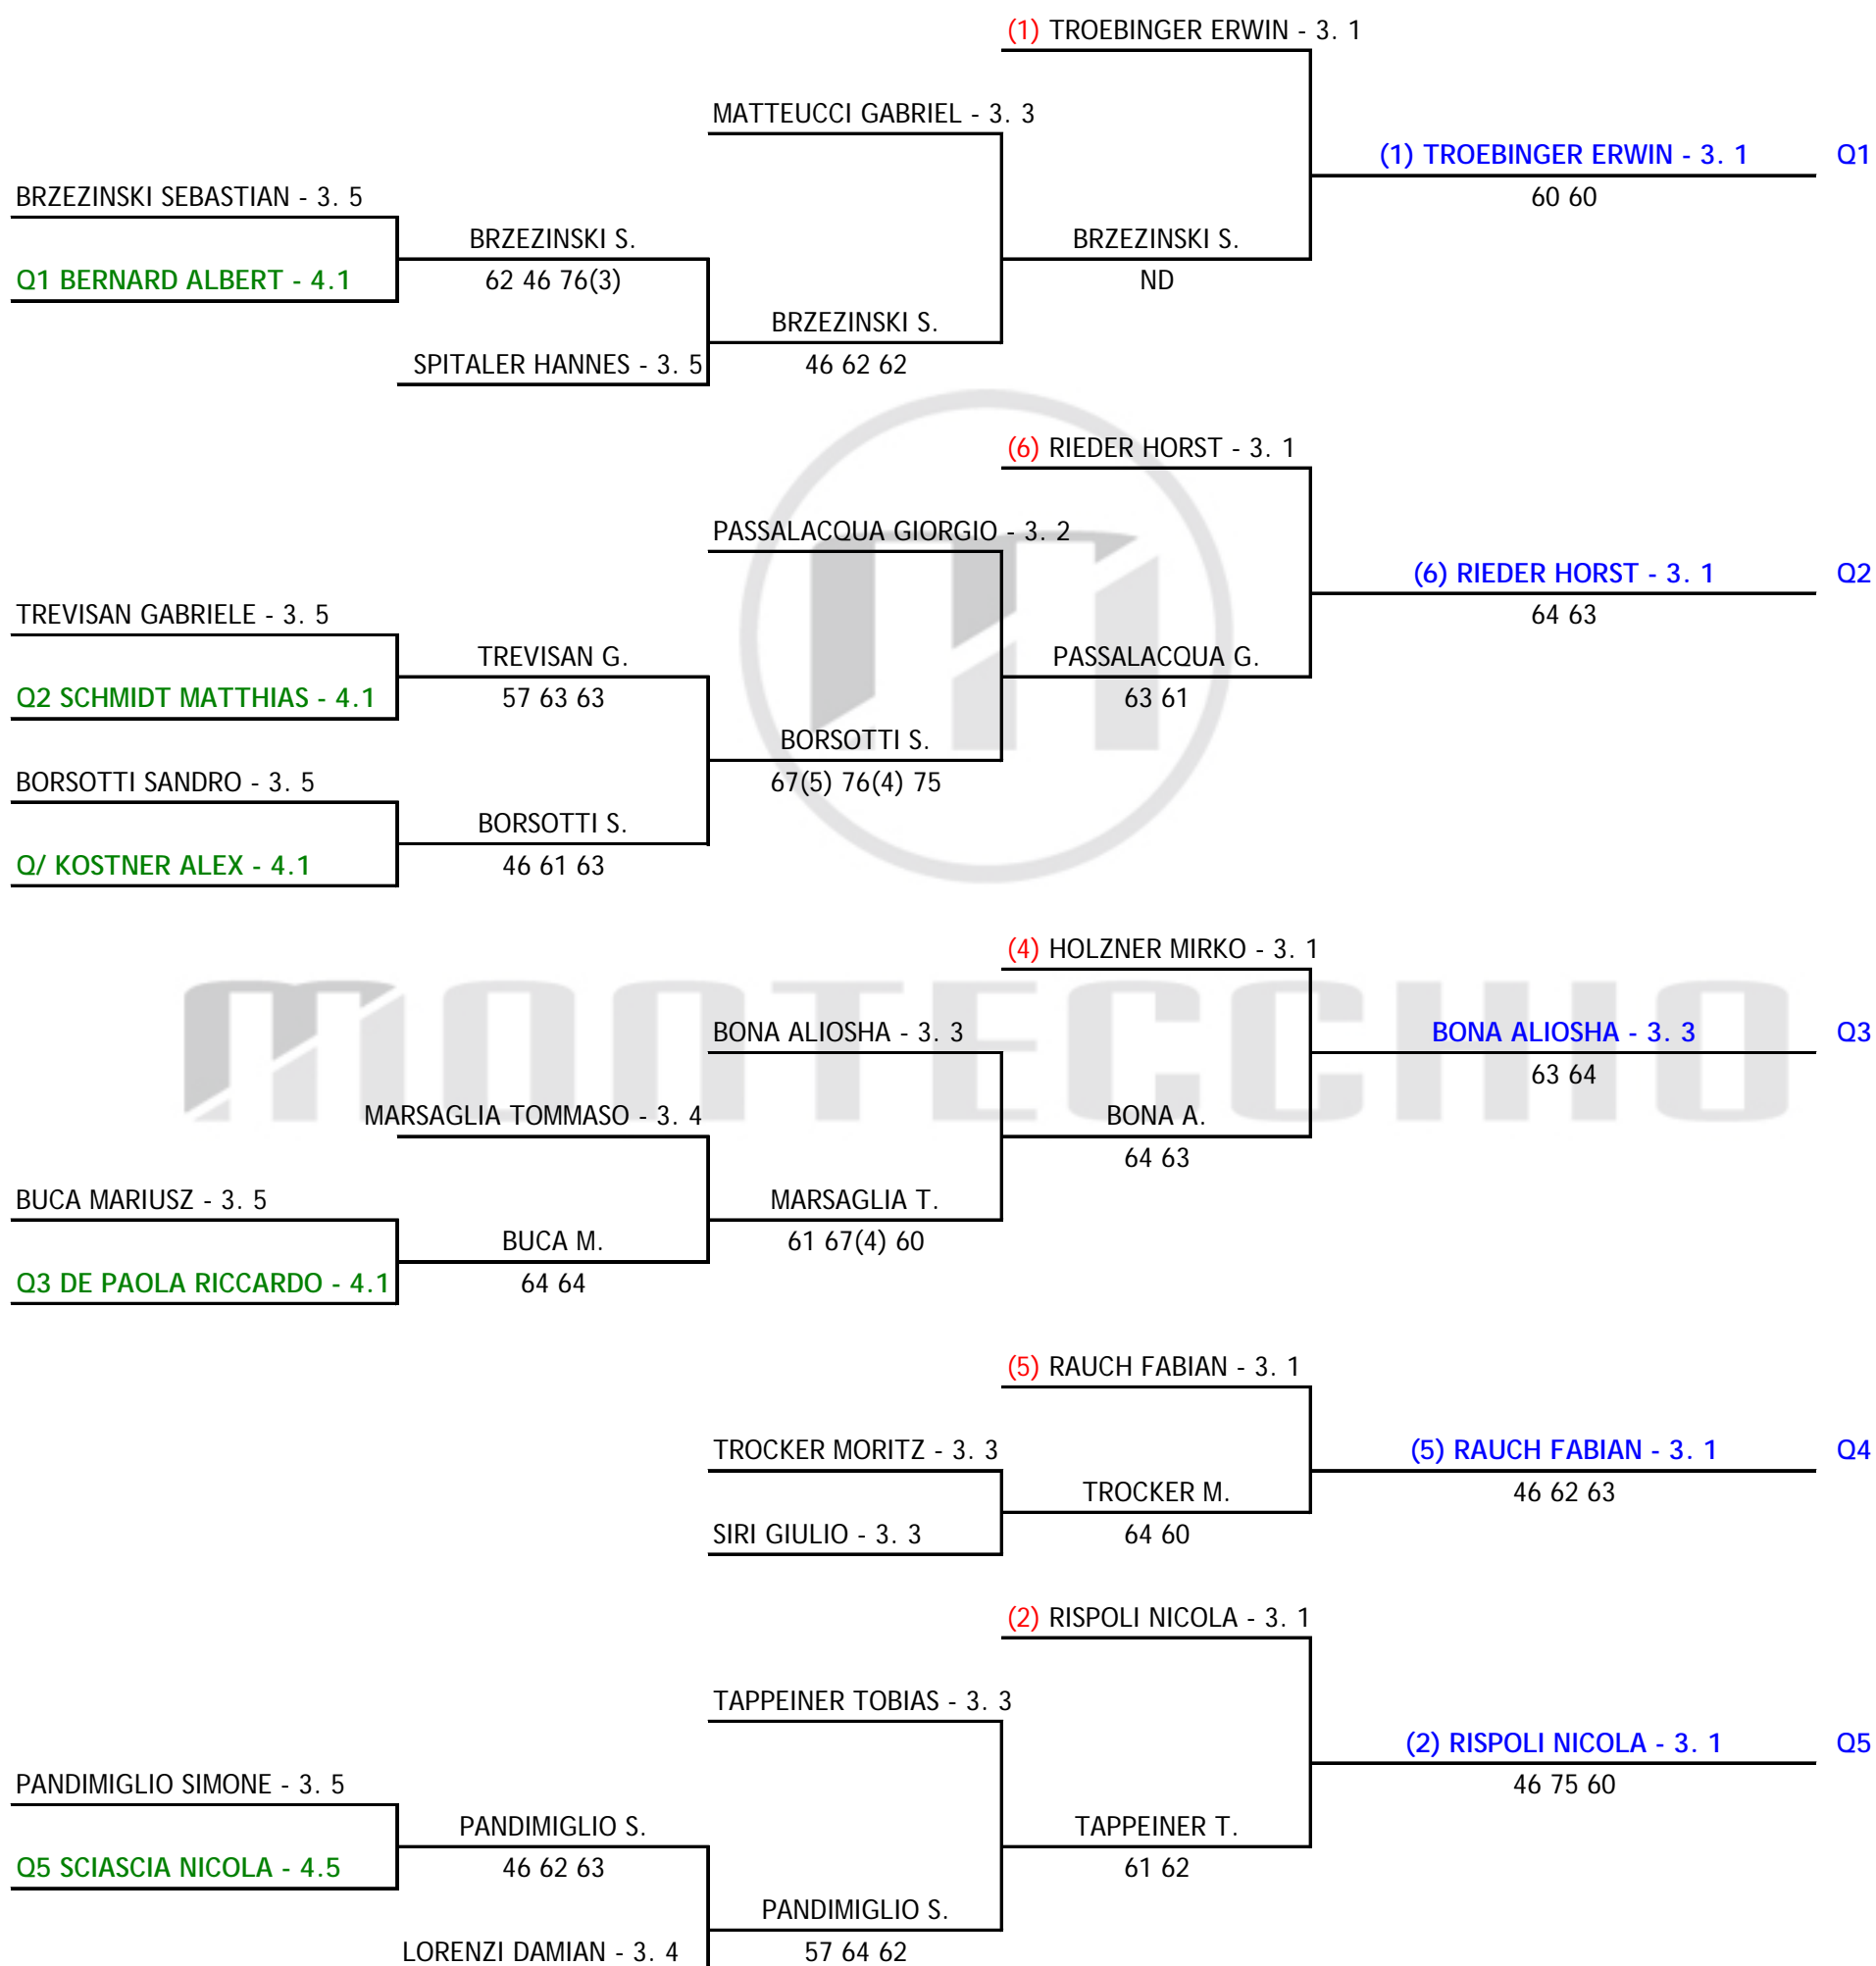 (1) TROEBINGER ERWIN - 3. 1
MATTEUCCI GABRIEL - 3. 3
(1) TROEBINGER ERWIN - 3. 1 Q1
BRZEZINSKI SEBASTIAN - 3. 5
60 60
BRZEZINSKI S.
BRZEZINSKI S.
Q1 BERNARD ALBERT - 4.1
62 46 76(3)
ND
BRZEZINSKI S.
SPITALER HANNES - 3. 5
46 62 62
(6) RIEDER HORST - 3. 1
PASSALACQUA GIORGIO - 3. 2
(6) RIEDER HORST - 3. 1 Q2
TREVISAN GABRIELE - 3. 5
64 63
TREVISAN G.
PASSALACQUA G.
Q2 SCHMIDT MATTHIAS - 4.1
57 63 63
63 61
BORSOTTI S.
BORSOTTI SANDRO - 3. 5
67(5) 76(4) 75
BORSOTTI S.
Q/ KOSTNER ALEX - 4.1
46 61 63
(4) HOLZNER MIRKO - 3. 1
MONTECCHIO
BONA ALIOSHA - 3. 3
BONA ALIOSHA - 3. 3 Q3
63 64
MARSAGLIA TOMMASO - 3. 4
BONA A.
64 63
BUCA MARIUSZ - 3. 5
MARSAGLIA T.
BUCA M.
61 67(4) 60
Q3 DE PAOLA RICCARDO - 4.1
64 64
(5) RAUCH FABIAN - 3. 1
TROCKER MORITZ - 3. 3
(5) RAUCH FABIAN - 3. 1 Q4
TROCKER M.
46 62 63
SIRI GIULIO - 3. 3
64 60
(2) RISPOLI NICOLA - 3. 1
TAPPEINER TOBIAS - 3. 3
(2) RISPOLI NICOLA - 3. 1 Q5
PANDIMIGLIO SIMONE - 3. 5
46 75 60
PANDIMIGLIO S.
TAPPEINER T.
Q5 SCIASCIA NICOLA - 4.5
46 62 63
61 62
PANDIMIGLIO S.
LORENZI DAMIAN - 3. 4
57 64 62